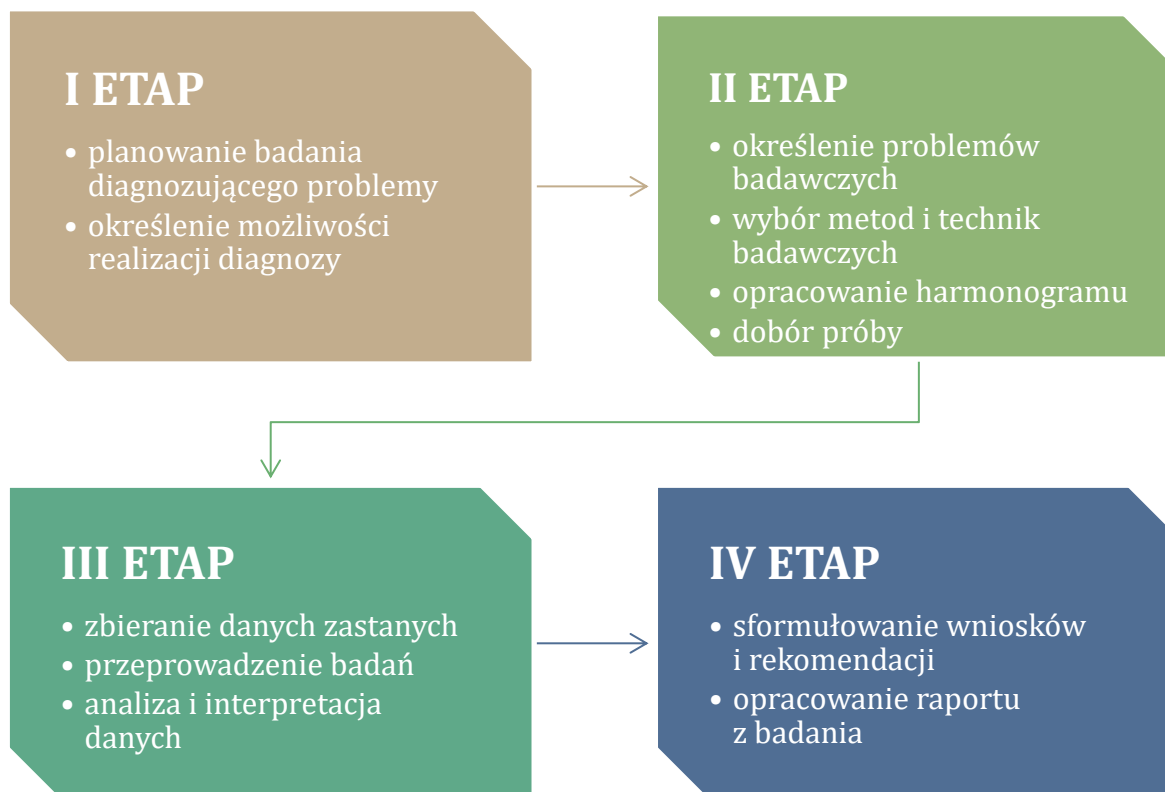 I ETAP
• planowanie badania
diagnozującego problemy
• określenie możliwości
realizacji diagnozy
II ETAP
• określenie problemów
badawczych
• wybór metod i technik
badawczych
• opracowanie harmonogramu
• dobór próby
III ETAP
• zbieranie danych zastanych
• przeprowadzenie badań
• analiza i interpretacja
danych
IV ETAP
• sformułowanie wniosków
i rekomendacji
• opracowanie raportu
z badania